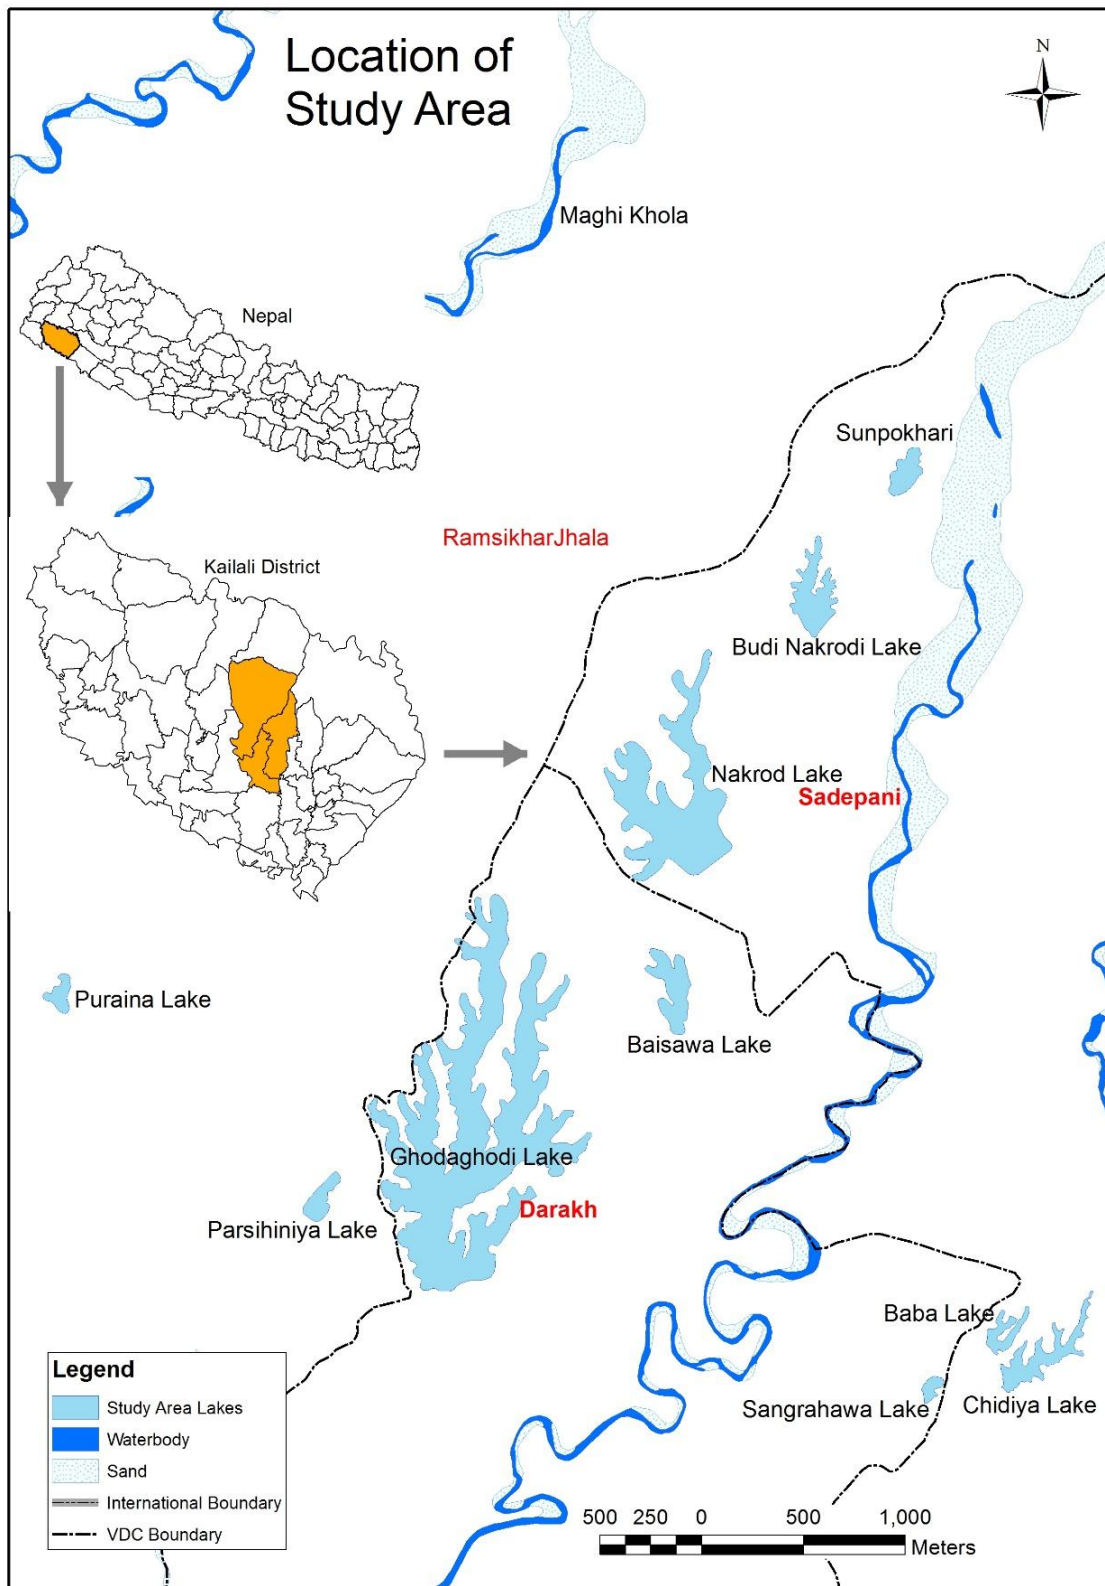 Location of
Study Area
N
Maghi Khola
Nepal
Sunpokhari
RamsikharJhala
Kailali District
Budi Nakrodi Lake
Nakrod Lake
Sadepani
Puraina Lake
Baisawa Lake
Ghodaghodi Lake
Darakh
Parsihiniya Lake
Baba Lake
Sangrahawa Lake
Chidiya Lake
Legend
Study Area Lakes
Waterbody
Sand
International Boundary
VDC Boundary
500 250 0 500 1,000
Meters